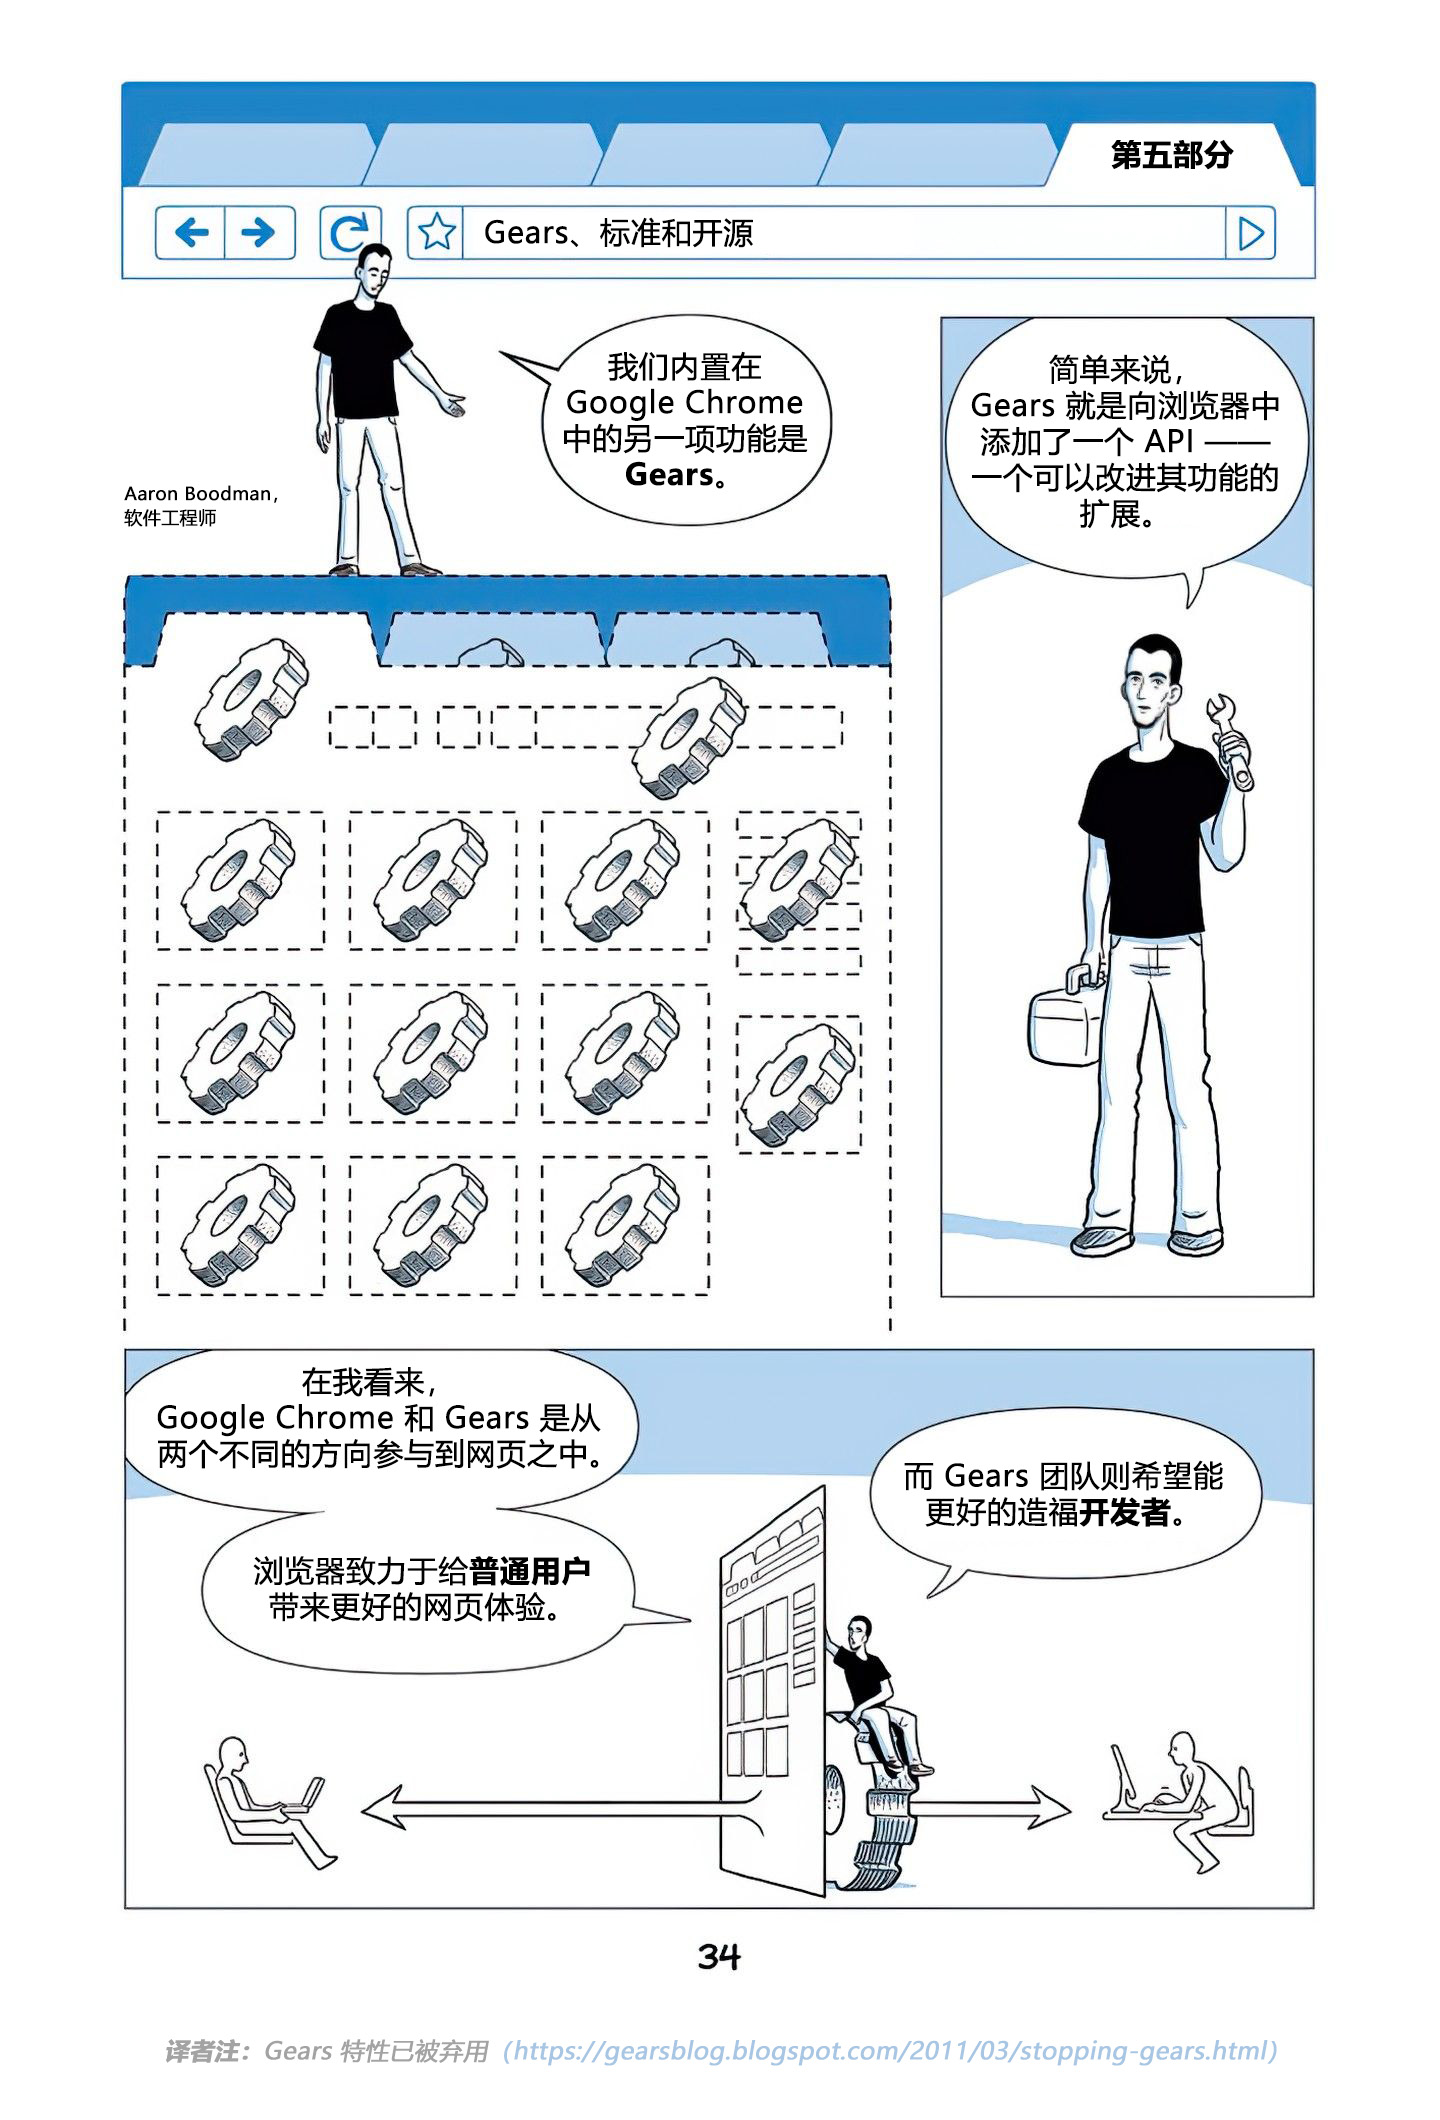 第五部分
Gears、标准和开源
我们内置在
Google Chrome
中的另一项功能是
Gears。
Aaron Boodman，
软件工程师
简单来说，
Gears 就是向浏览器中
添加了一个 API ——
一个可以改进其功能的
扩展。
在我看来，
Google Chrome 和 Gears 是从
两个不同的方向参与到网页之中。
浏览器致力于给普通用户
带来更好的网页体验。
而 Gears 团队则希望能
更好的造福开发者。
34
译者注：Gears 特性已被弃用（https://gearsblog.blogspot.com/2011/03/stopping-gears.html）